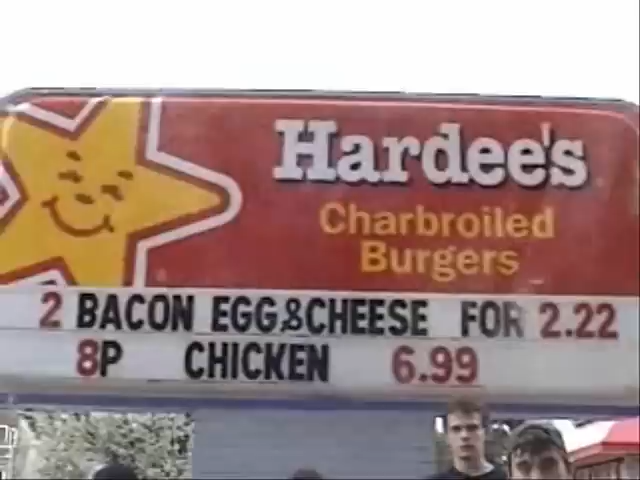 Hardee's
Charbroiled
Burgers
2 BACON EGG&CHEESE FOR 2.22
8P CHICKEN 6.99